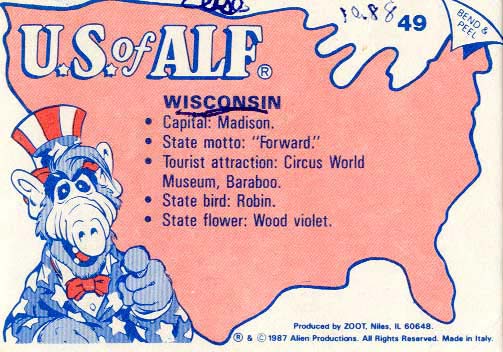 10.88
49
BEND &
PEEL
U.S. of ALF®
WISCONSIN
• Capital: Madison.
• State motto: "Forward."
• Tourist attraction: Circus World
Museum, Baraboo.
• State bird: Robin.
• State flower: Wood violet.
Produced by ZOOT, Niles, IL 60648.
® & © 1987 Alien Productions. All Rights Reserved. Made in Italy.